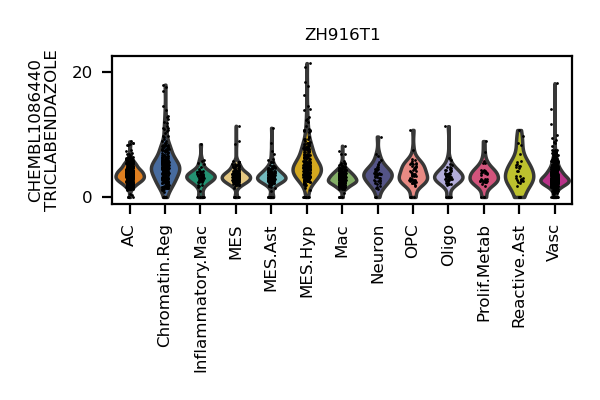 ZH916T1
CHEMBL1086440
TRICLABENDAZOLE
20
0
AC
Chromatin.Reg
Inflammatory.Mac
MES
MES.Ast
MES.Hyp
Mac
Neuron
OPC
Oligo
Prolif.Metab
Reactive.Ast
Vasc